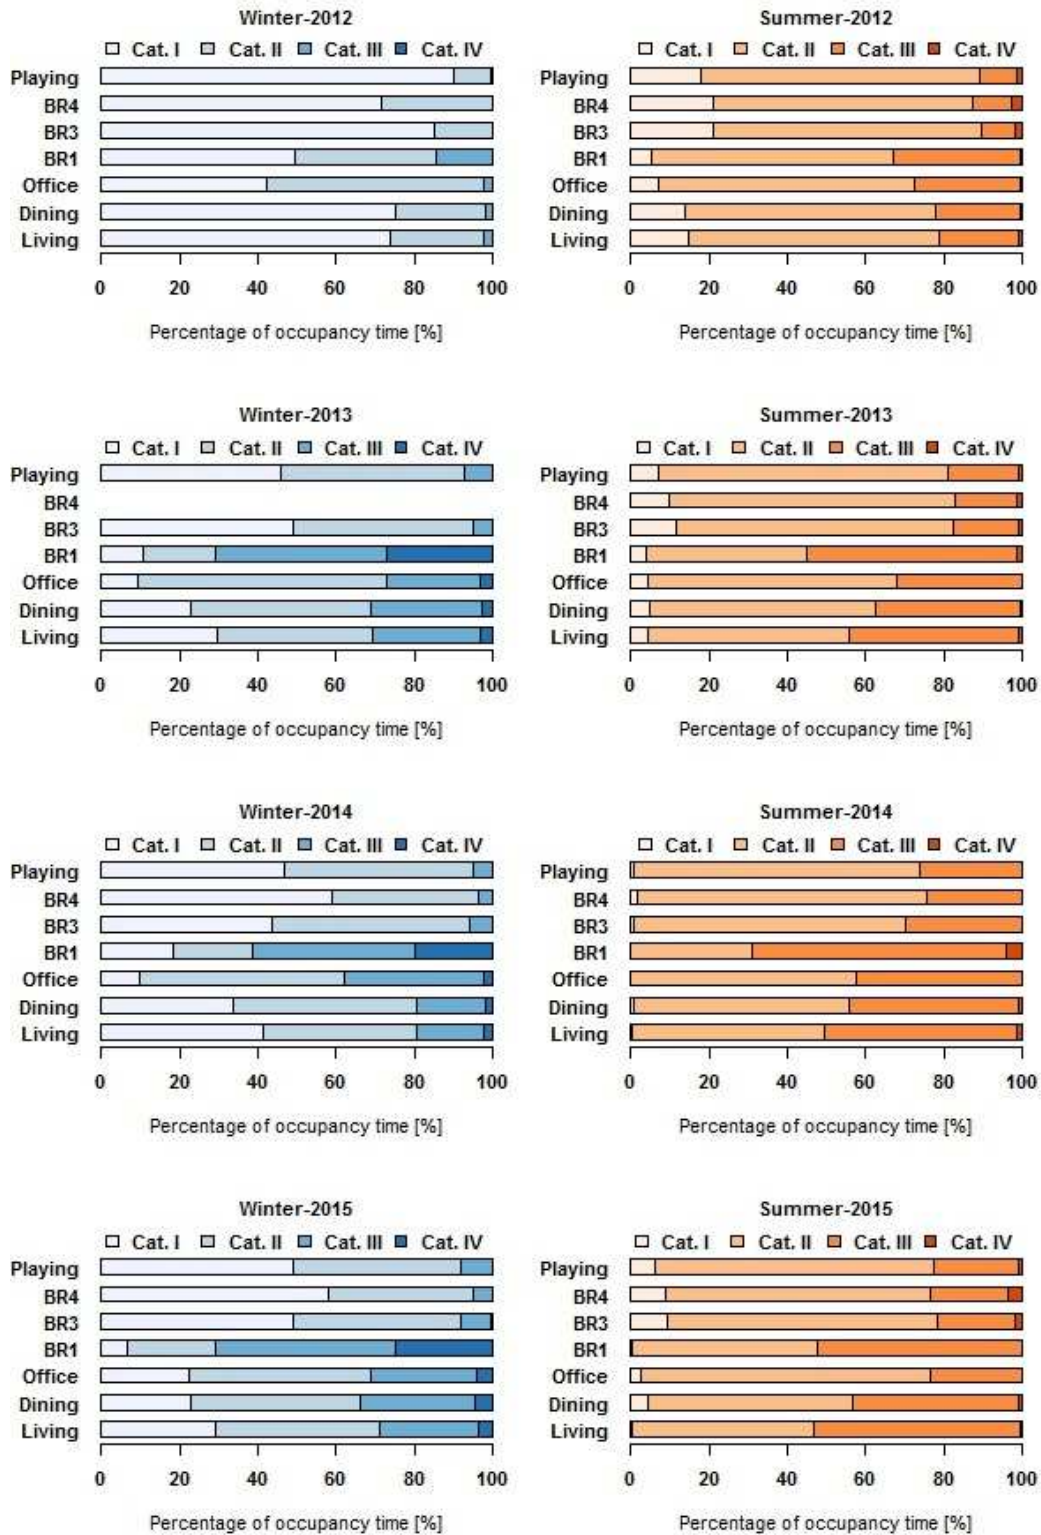 Winter-2012
Cat. I Cat. II Cat. III Cat. IV
Playing
BR4
BR3
BR1
Office
Dining
Living
0 20 40 60 80 100
Percentage of occupancy time [%]
Summer-2012
Cat. I Cat. II Cat. III Cat. IV
Playing
BR4
BR3
BR1
Office
Dining
Living
0 20 40 60 80 100
Percentage of occupancy time [%]
Winter-2013
Cat. I Cat. II Cat. III Cat. IV
Playing
BR4
BR3
BR1
Office
Dining
Living
0 20 40 60 80 100
Percentage of occupancy time [%]
Summer-2013
Cat. I Cat. II Cat. III Cat. IV
Playing
BR4
BR3
BR1
Office
Dining
Living
0 20 40 60 80 100
Percentage of occupancy time [%]
Winter-2014
Cat. I Cat. II Cat. III Cat. IV
Playing
BR4
BR3
BR1
Office
Dining
Living
0 20 40 60 80 100
Percentage of occupancy time [%]
Summer-2014
Cat. I Cat. II Cat. III Cat. IV
Playing
BR4
BR3
BR1
Office
Dining
Living
0 20 40 60 80 100
Percentage of occupancy time [%]
Winter-2015
Cat. I Cat. II Cat. III Cat. IV
Playing
BR4
BR3
BR1
Office
Dining
Living
0 20 40 60 80 100
Percentage of occupancy time [%]
Summer-2015
Cat. I Cat. II Cat. III Cat. IV
Playing
BR4
BR3
BR1
Office
Dining
Living
0 20 40 60 80 100
Percentage of occupancy time [%]